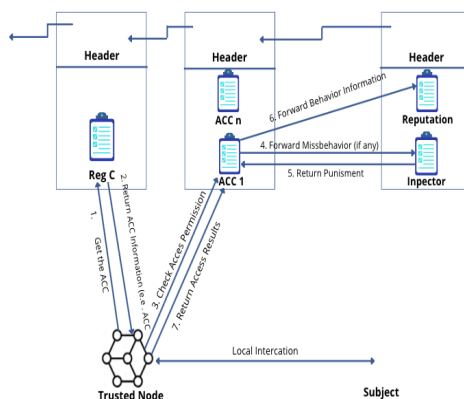 Header
Header
Header
ACC n
Reputation
6. Forward Behavior Information
4. Forward Missbehavior (if any)
5. Return Punisment
Reg C
ACC 1
Inpector
1.
Get the ACC
2. Return ACC Information (e.e , ACC
3. Check Acces Permission
7. Return Access Results
Local Intercation
Trusted Node
Subject